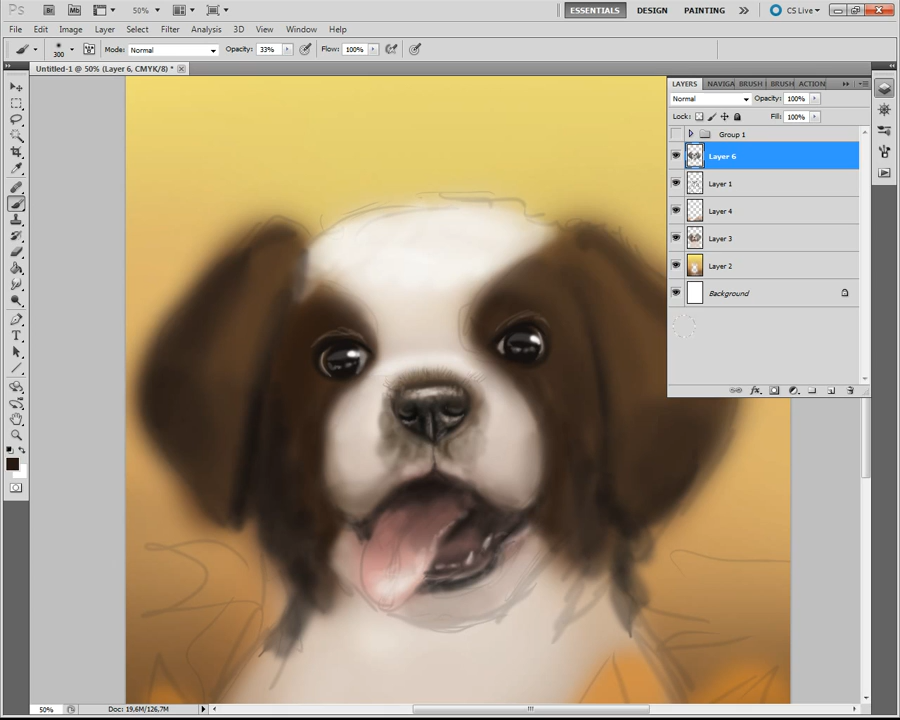 Ps Br Mb 50% ESSENTIALS DESIGN PAINTING CS Live
File Edit Image Layer Select Filter Analysis 3D View Window Help
300 Mode: Normal Opacity: 33% Flow: 100%
Untitled-1 @ 50% (Layer 6, CMYK/8) *
LAYERS NAVIGA BRUSH BRUSH ACTION
Normal Opacity: 100%
Lock: Fill: 100%
Group 1
Layer 6
Layer 1
Layer 4
Layer 3
Layer 2
Background
fx
T
50% Doc: 19,6M/126,7M